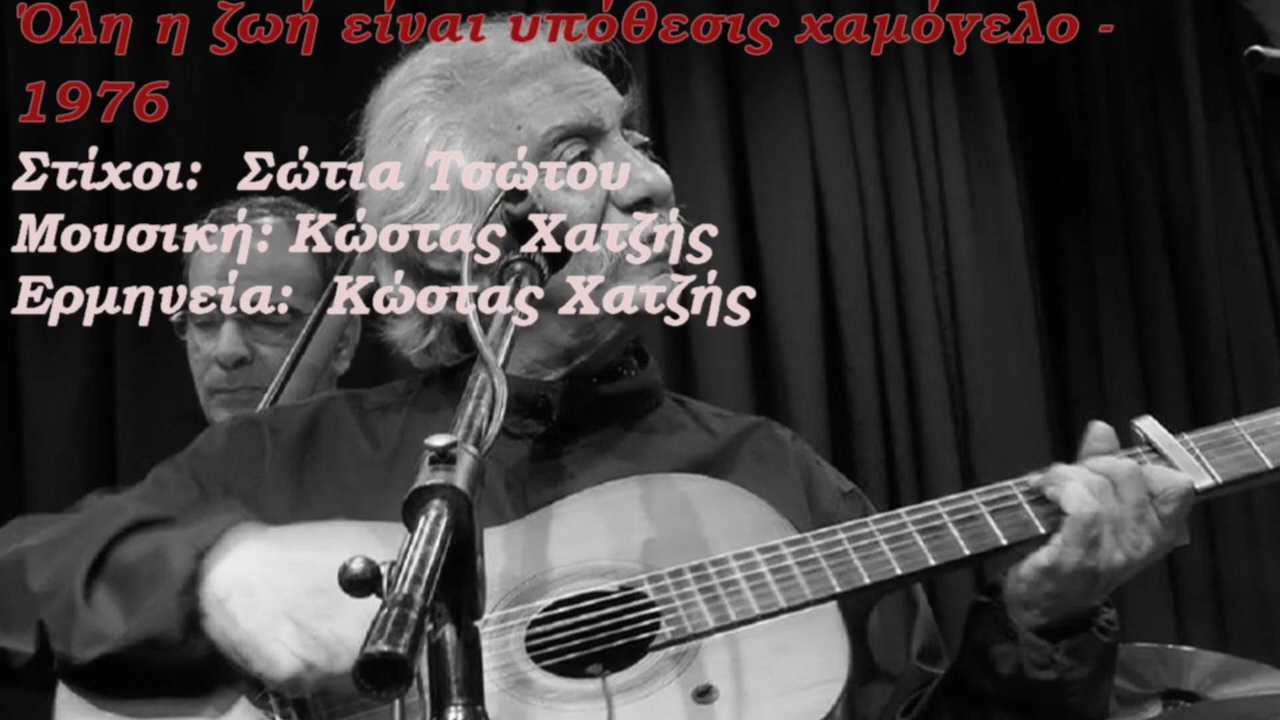 Όλη η ζωή είναι υπόθεσις χαμόγελο -
1976
Στίχοι: Σώτια Τσώτου
Μουσική: Κώστας Χατζής
Ερμηνεία: Κώστας Χατζής